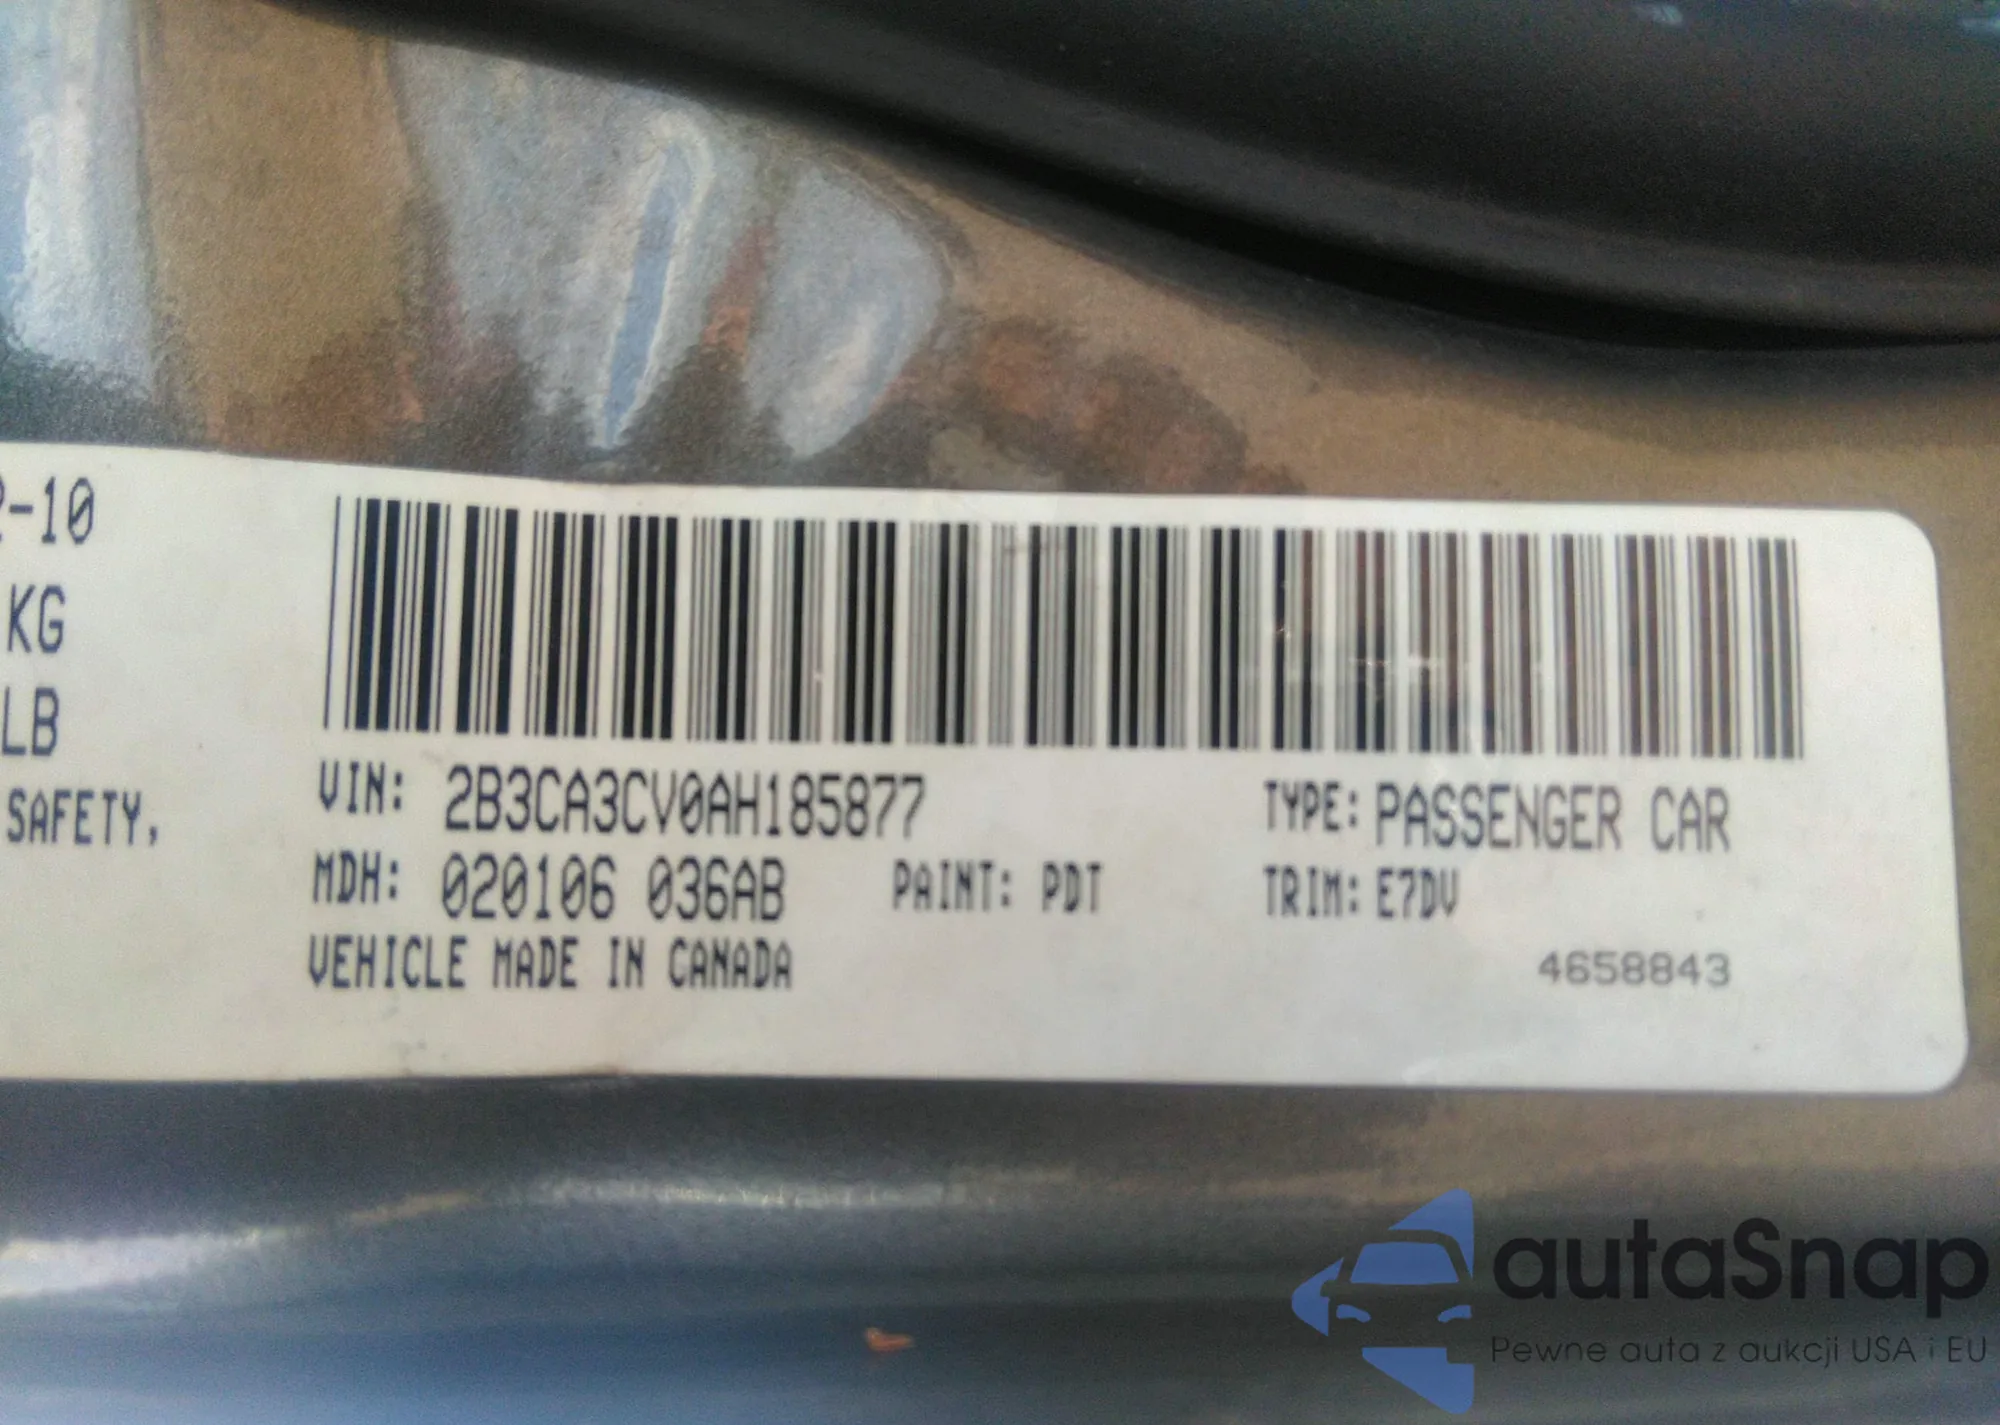 2-10
KG
LB
SAFETY,
VIN: 2B3CA3CV0AH185877
TYPE: PASSENGER CAR
MDH: 020106 036AB
PAINT: PDT
TRIM: E7DV
VEHICLE MADE IN CANADA
4658843
autaSnap
Pewne auta z aukcji USA i EU